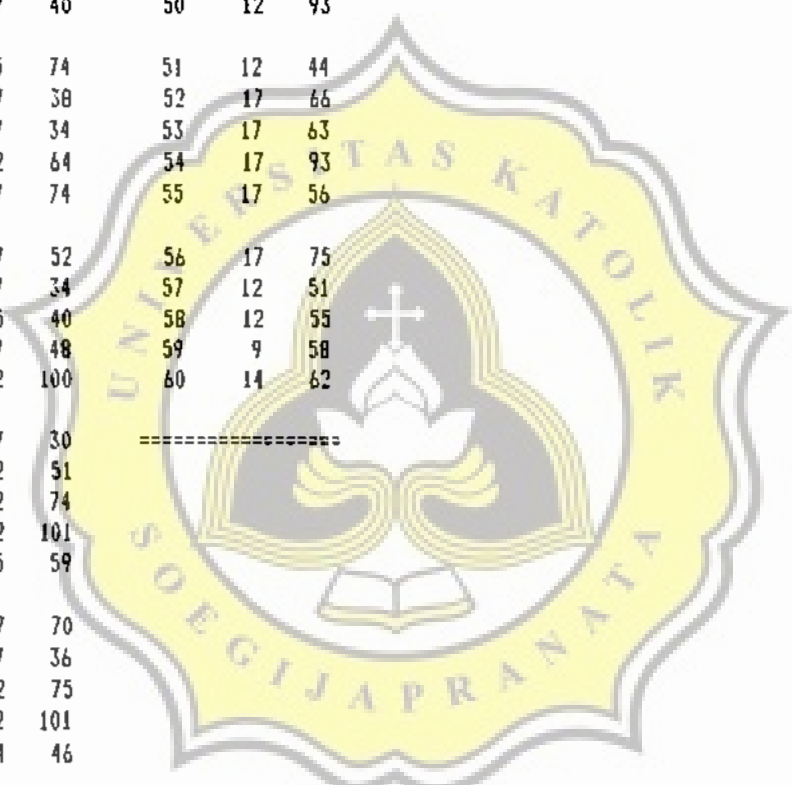 40 50 12 93
74 51 12 44
38 52 17 66
34 53 17 63
64 54 17 93
74 55 17 56
52 56 17 75
34 57 12 51
40 58 12 55
48 59 9 58
100 60 14 62
30 =================
51
74
101
59
70
36
75
101
46
UNIVERSITAS KATOLIK
SOEGIJAPRANATA